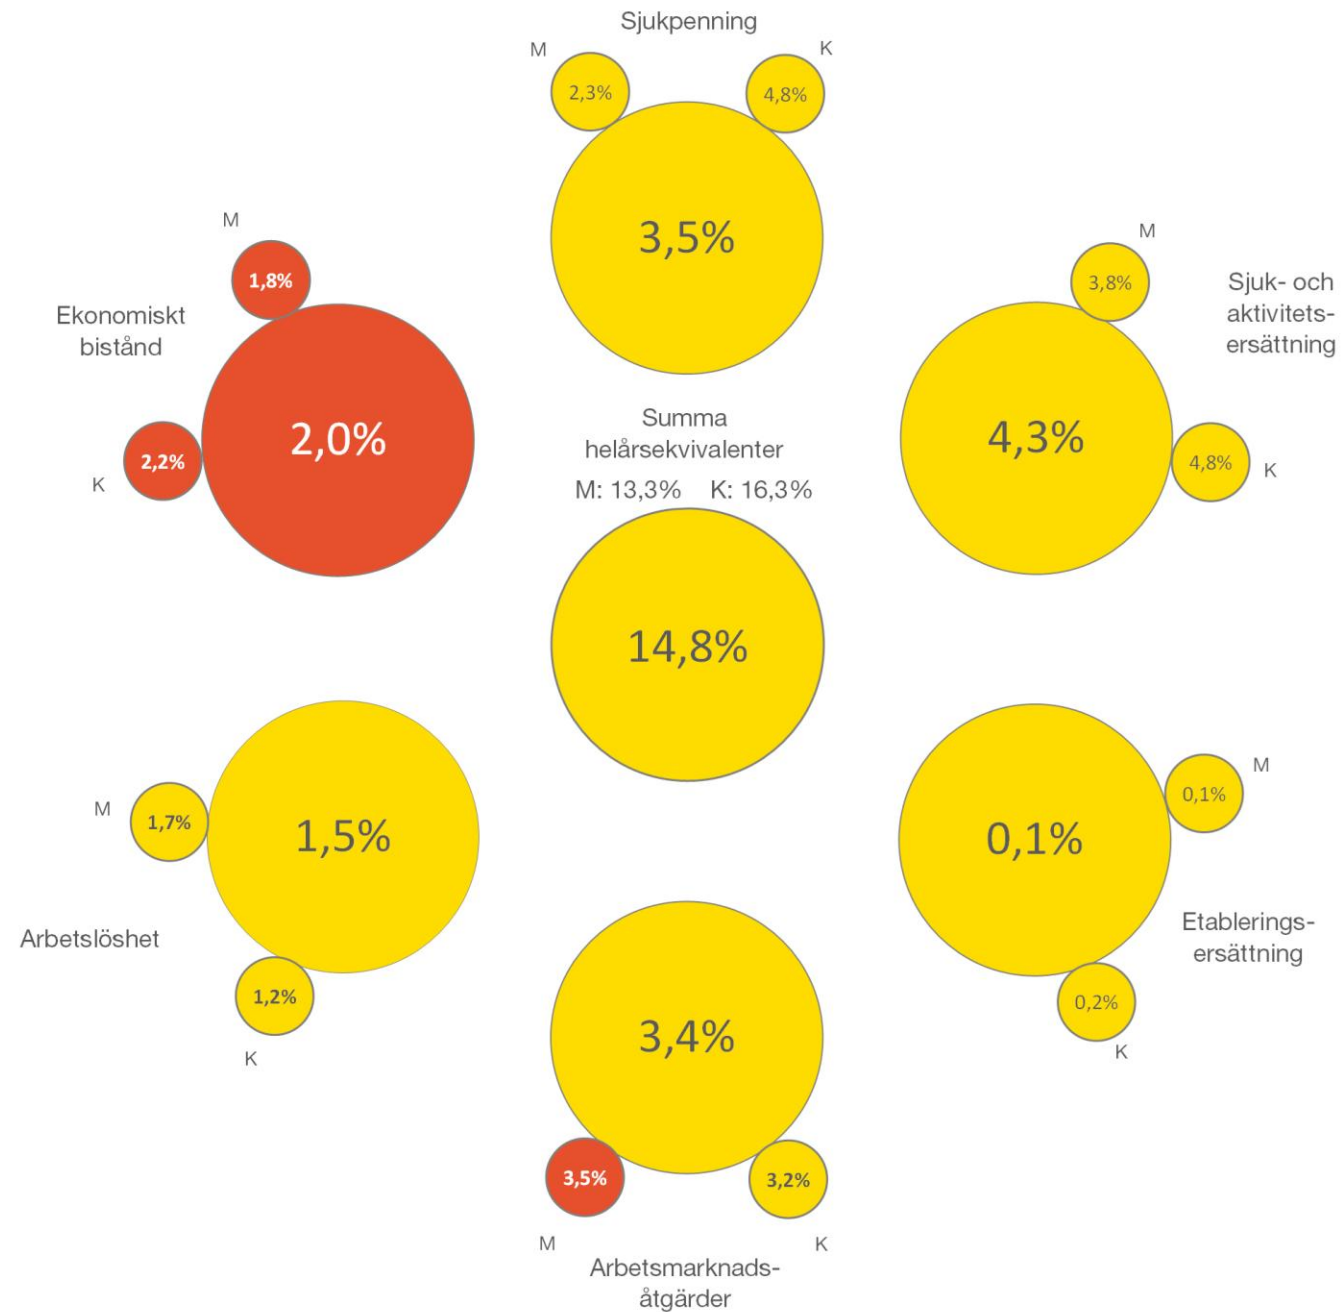 Sjukpenning
M
K
2,3%
4,8%
3,5%
M
1,8%
Ekonomiskt
bistånd
2,0%
2,2%
K
M
3,8%
Sjuk- och
aktivitets-
ersättning
4,3%
4,8%
K
Summa
helårsekvivalenter
M: 13,3% K: 16,3%
14,8%
M
1,7%
1,5%
Arbetslöshet
1,2%
K
M
0,1%
0,1%
Etablerings-
ersättning
0,2%
K
3,4%
3,5%
3,2%
M
K
Arbetsmarknads-
åtgärder